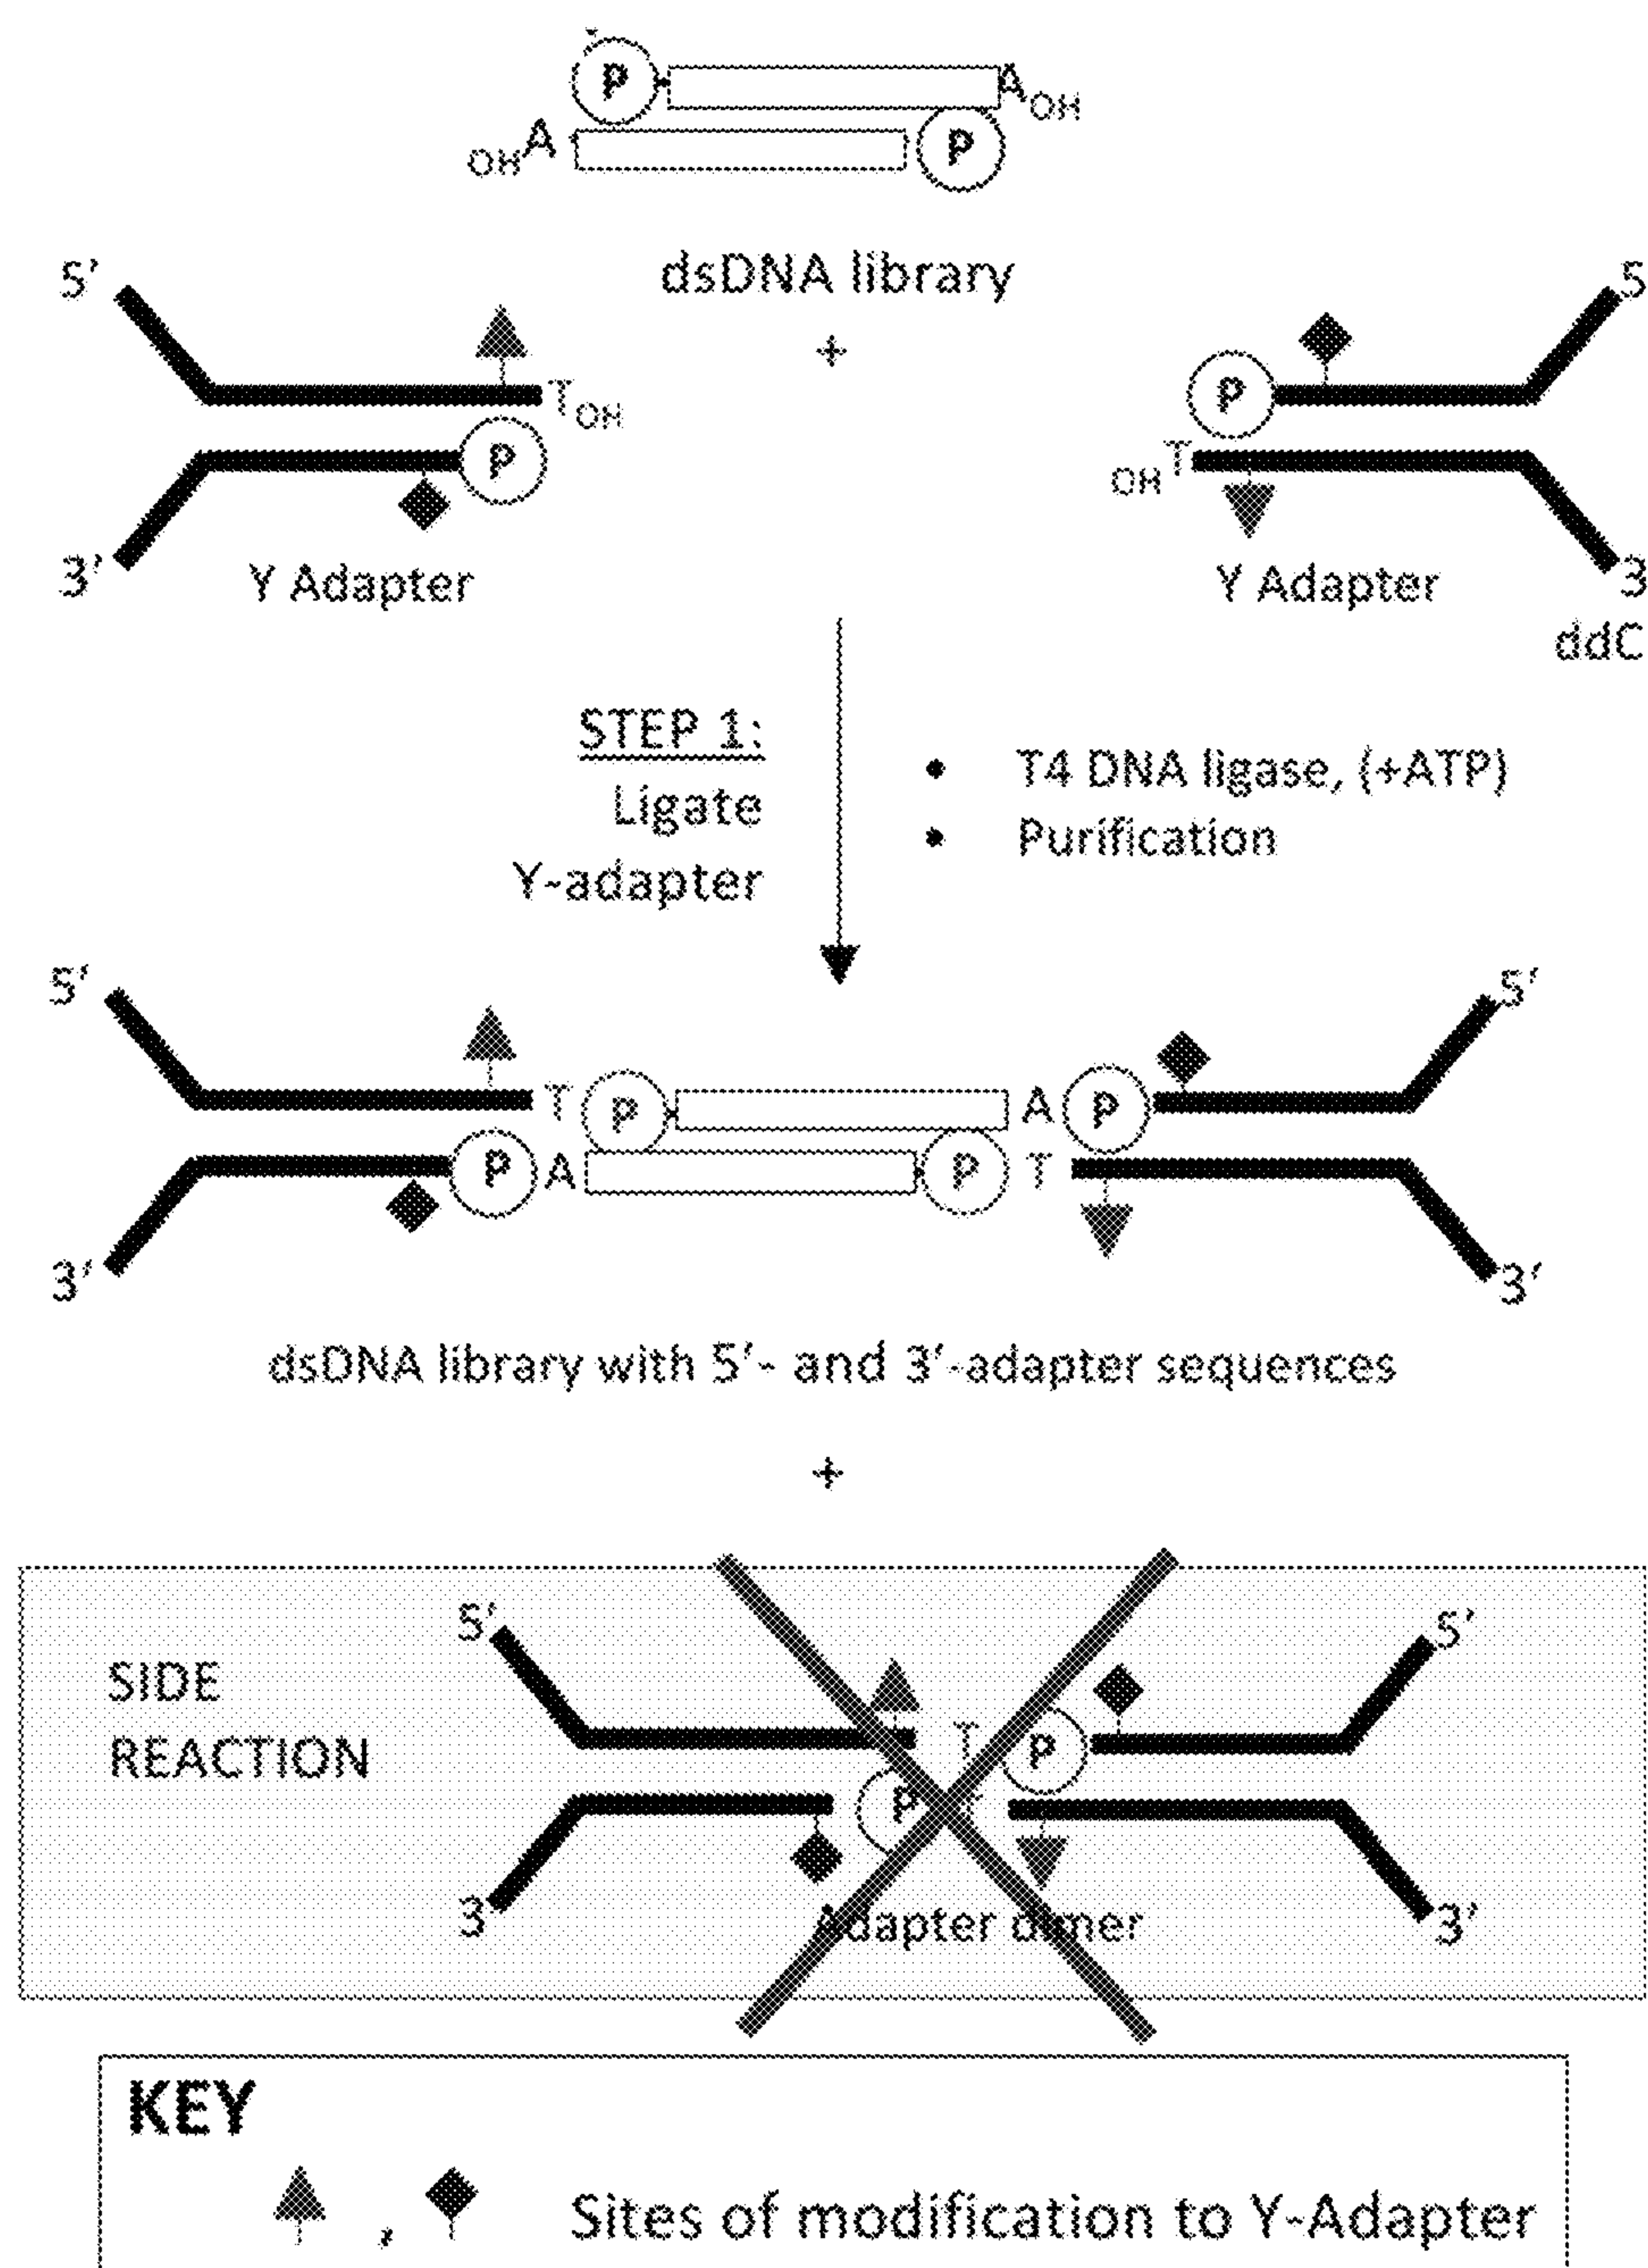 P
A OH
OH A
P
dsDNA library
5'
5
+
T OH
P
P
OH T
3'
3
Y Adapter
Y Adapter
ddC
STEP 1:
Ligate
Y-adapter
• T4 DNA ligase, (+ATP)
• Purification
5'
5'
T P A P
P A P T
3'
3'
dsDNA library with 5'- and 3'-adapter sequences
+
5'
5'
SIDE
REACTION
T P
P
3'
3'
Adapter dimer
KEY
, Sites of modification to Y-Adapter